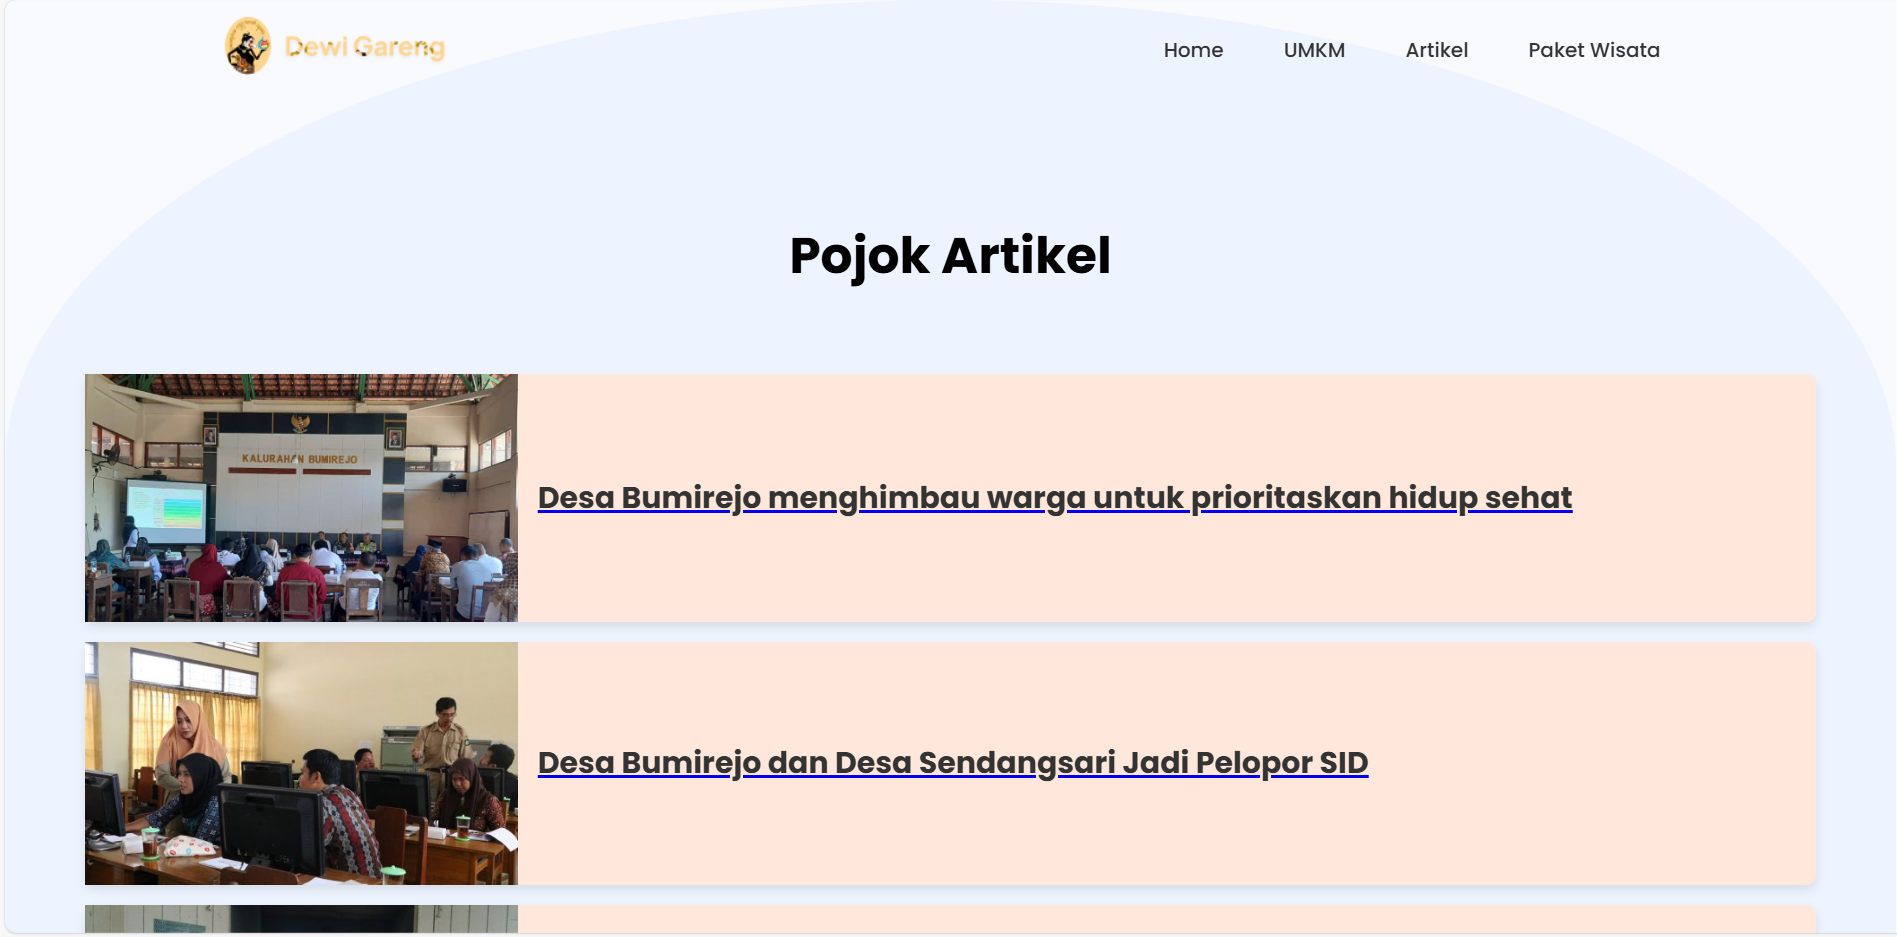 Dewi Gareng
Home
UMKM
Artikel
Paket Wisata
Pojok Artikel
KALURAHAN BUMIREJO
Desa Bumirejo menghimbau warga untuk prioritaskan hidup sehat
Desa Bumirejo dan Desa Sendangsari Jadi Pelopor SID